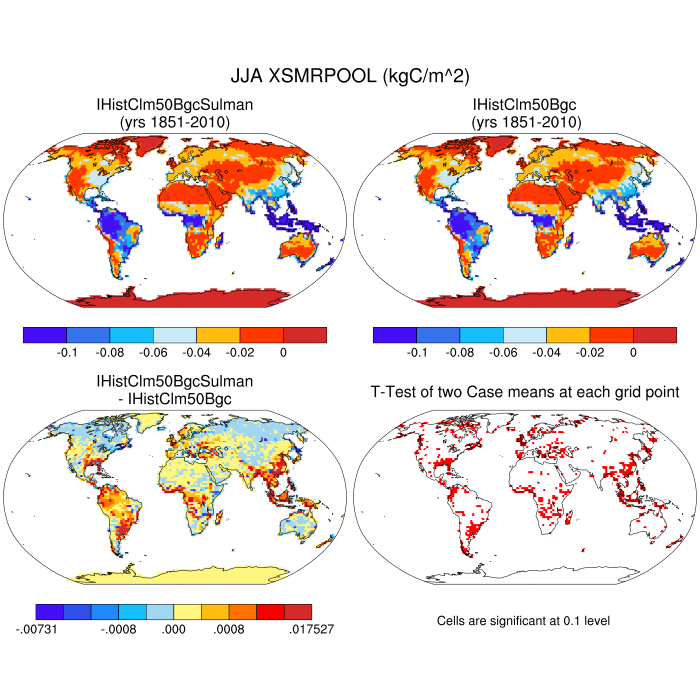 JJA XSMRPOOL (kgC/m^2)
IHistClm50BgcSulman
(yrs 1851-2010)
IHistClm50Bgc
(yrs 1851-2010)
-0.1 -0.08 -0.06 -0.04 -0.02 0
-0.1 -0.08 -0.06 -0.04 -0.02 0
IHistClm50BgcSulman
- IHistClm50Bgc
T-Test of two Case means at each grid point
-.00731 -.0008 .000 .0008 .017527
Cells are significant at 0.1 level